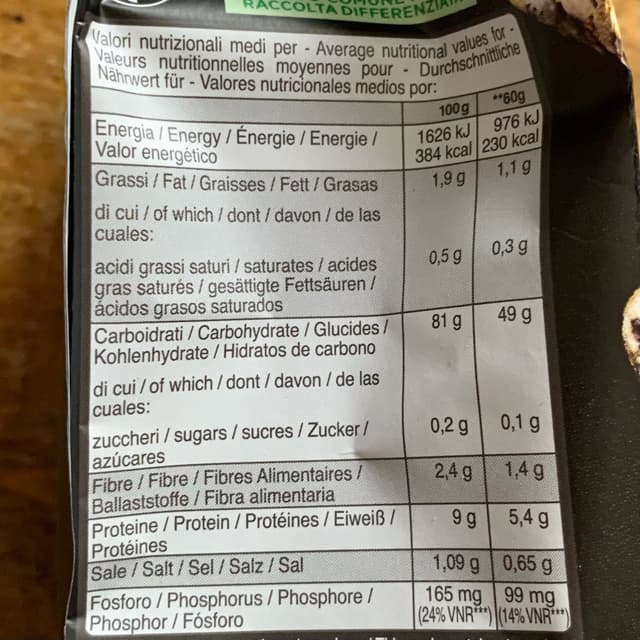 RACCOLTA DIFFERENZIATA
Valori nutrizionali medi per - Average nutritional values for -
Valeurs nutritionnelles moyennes pour - Durchschnittliche
Nährwert für - Valores nutricionales medios por:
100 g **60g
Energia / Energy / Énergie / Energie / 1626 kJ 976 kJ
Valor energético 384 kcal 230 kcal
Grassi / Fat / Graisses / Fett / Grasas 1,9 g 1,1 g
di cui / of which / dont / davon / de las
cuales:
acidi grassi saturi / saturates / acides 0,5 g 0,3 g
gras saturés / gesättigte Fettsäuren /
ácidos grasos saturados
Carboidrati / Carbohydrate / Glucides / 81 g 49 g
Kohlenhydrate / Hidratos de carbono
di cui / of which / dont / davon / de las
cuales:
zuccheri / sugars / sucres / Zucker / 0,2 g 0,1 g
azúcares
Fibre / Fibre / Fibres Alimentaires / 2,4 g 1,4 g
Ballaststoffe / Fibra alimentaria
Proteine / Protein / Protéines / Eiweiß / 9 g 5,4 g
Protéines
Sale / Salt / Sel / Salz / Sal 1,09 g 0,65 g
Fosforo / Phosphorus / Phosphore / 165 mg 99 mg
Phosphor / Fósforo (24% VNR***) (14% VNR***)